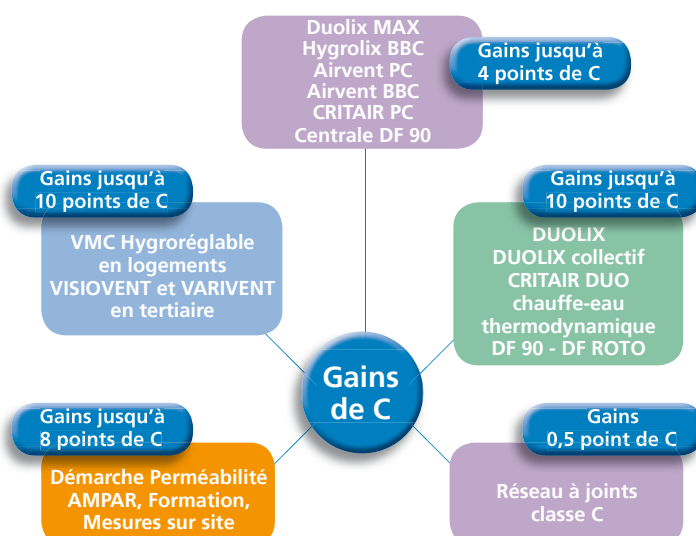 Duolix MAX
Hygrolix BBC
Airvent PC
Airvent BBC
CRITAIR PC
Centrale DF 90
Gains jusqu'à
4 points de C
Gains jusqu'à
10 points de C
VMC Hygroréglable
en logements
VISIOVENT et VARIVENT
en tertiaire
Gains jusqu'à
10 points de C
DUOLIX
DUOLIX collectif
CRITAIR DUO
chauffe-eau
thermodynamique
DF 90 - DF ROTO
Gains
de C
Gains jusqu'à
8 points de C
Démarche Perméabilité
AMPAR, Formation,
Mesures sur site
Gains
0,5 point de C
Réseau à joints
classe C